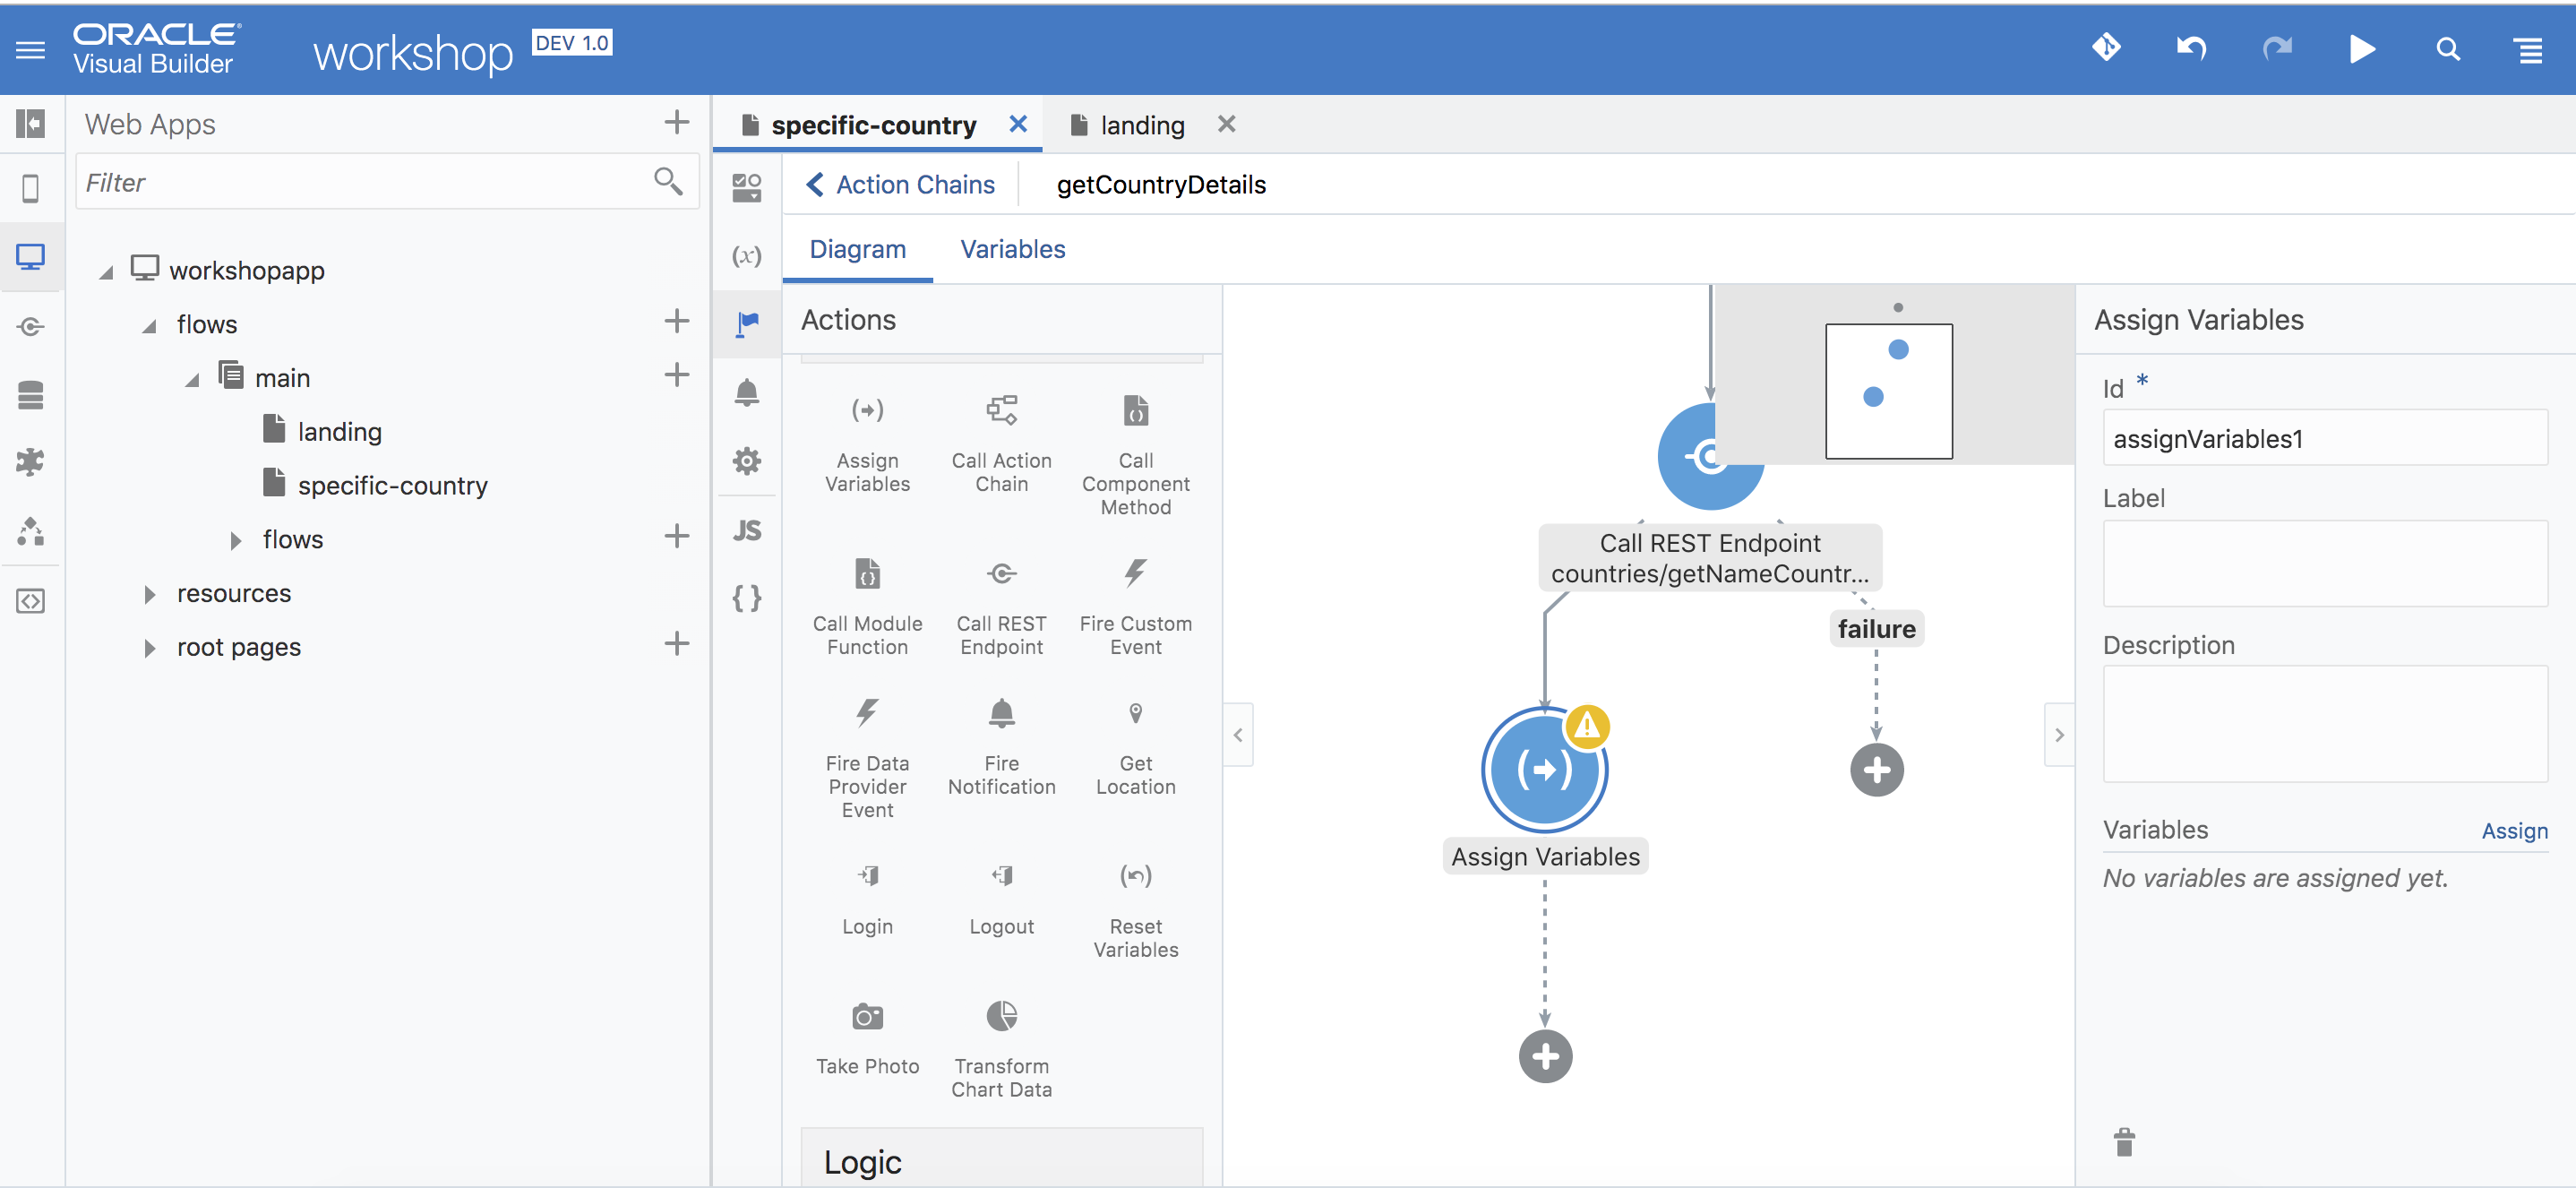 ORACLE
Visual Builder
workshop
DEV 1.0
Web Apps
Filter
workshopapp
flows
main
landing
specific-country
flows
resources
root pages
specific-country
landing
Action Chains
getCountryDetails
Diagram
Variables
JS
Actions
Assign
Variables
Call Action
Chain
Call
Component
Method
Call Module
Function
Call REST
Endpoint
Fire Custom
Event
Fire Data
Provider
Event
Fire
Notification
Get
Location
Login
Logout
Reset
Variables
Take Photo
Transform
Chart Data
Logic
Call REST Endpoint
countries/getNameCountr...
failure
Assign Variables
Assign Variables
Id *
assignVariables1
Label
Description
Variables
Assign
No variables are assigned yet.